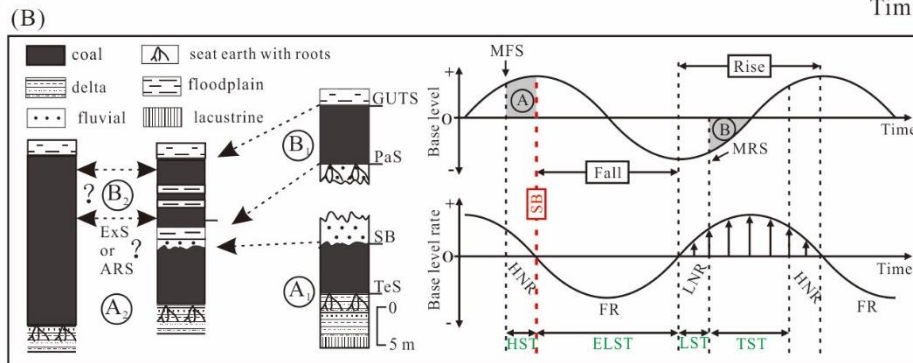 (B)
Tim
coal
seat earth with roots
delta
floodplain
fluvial
lacustrine
GUTS
B1
PaS
SB
TeS
A1
0
5 m
?
B2
ExS
or
ARS
?
A2
MFS
Rise
+
0
-
Base level
A
B
Time
MRS
Fall
SB
+
0
-
Base level rate
Time
HNR
FR
LNR
HNR
FR
HST
ELST
LST
TST